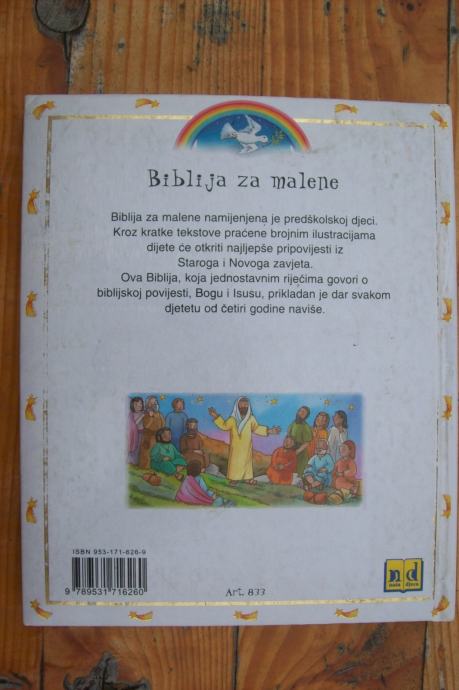 Biblija za malene
Biblija za malene namijenjena je predškolskoj djeci.
Kroz kratke tekstove praćene brojnim ilustracijama
dijete će otkriti najljepše pripovijesti iz
Staroga i Novoga zavjeta.
Ova Biblija, koja jednostavnim riječima govori o
biblijskoj povijesti, Bogu i Isusu, prikladan je dar svakom
djetetu od četiri godine naviše.
ISBN 953-171-626-9
9 789531 716260
Art. 833
nd
naša djeca